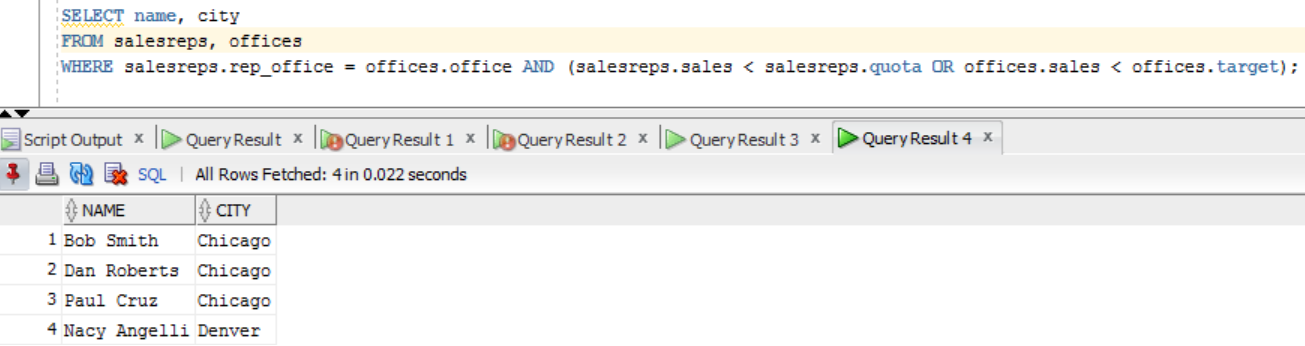 SELECT name, city
FROM salesreps, offices
WHERE salesreps.rep_office = offices.office AND (salesreps.sales < salesreps.quota OR offices.sales < offices.target);
Script Output x Query Result x Query Result 1 x Query Result 2 x Query Result 3 x Query Result 4 x
SQL | All Rows Fetched: 4 in 0.022 seconds
NAME CITY
1 Bob Smith Chicago
2 Dan Roberts Chicago
3 Paul Cruz Chicago
4 Nacy Angelli Denver